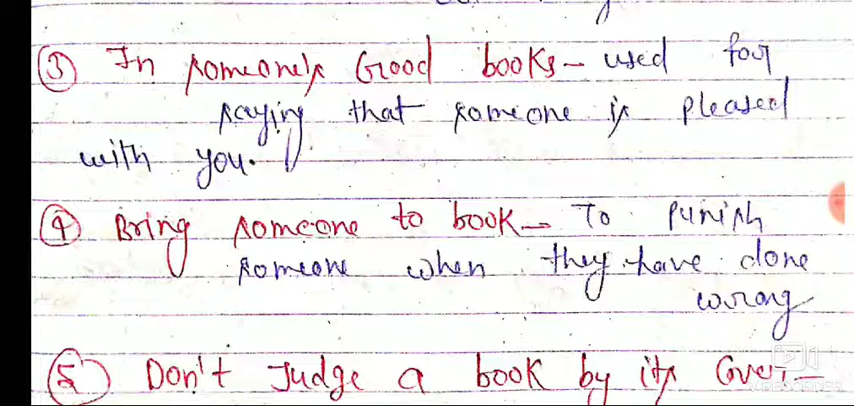 ③ In someone's Good books - used for
saying that someone is pleased
with you.
④ Bring someone to book - To punish
someone when they have done
wrong
⑤ Don't Judge a book by its Cover -